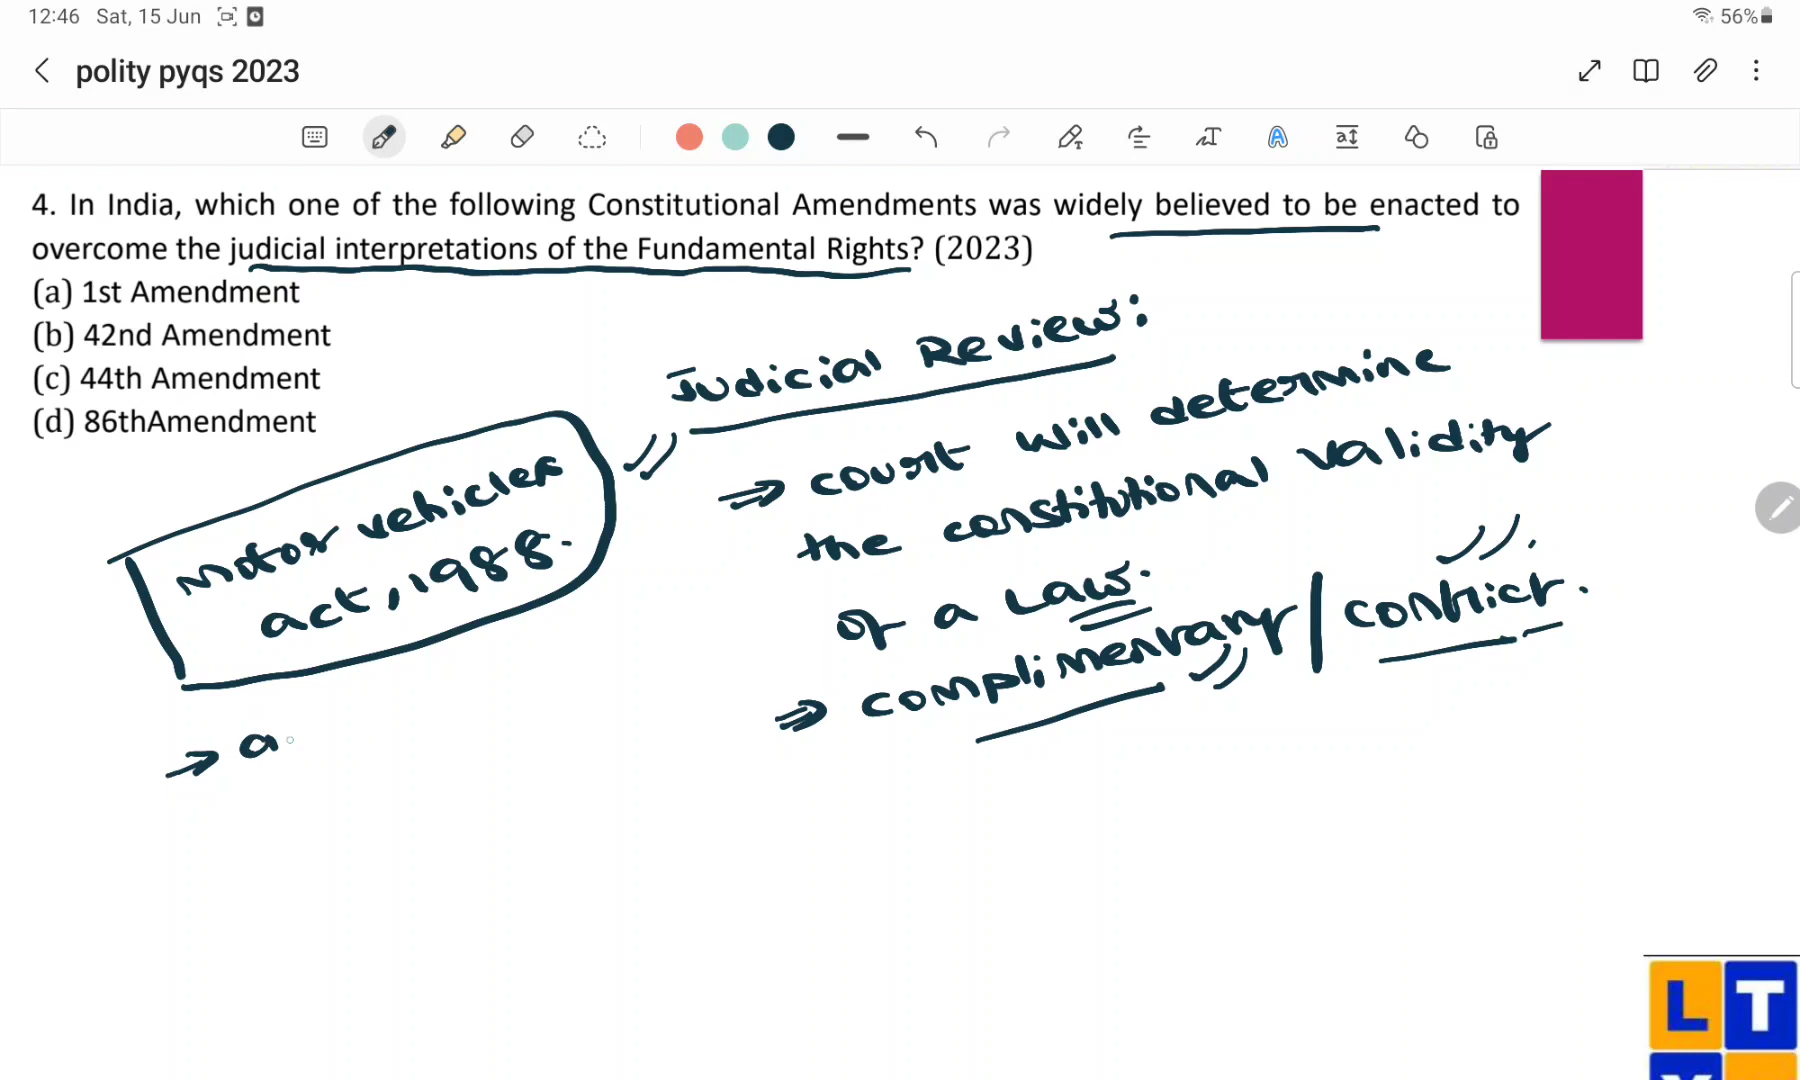 12:46 Sat, 15 Jun
56%
polity pyqs 2023
4. In India, which one of the following Constitutional Amendments was widely believed to be enacted to
overcome the judicial interpretations of the Fundamental Rights? (2023)
(a) 1st Amendment
(b) 42nd Amendment
(c) 44th Amendment
(d) 86thAmendment
Judicial Review:
⇒ court will determine
the constitutional validity
of a Law.
⇒ complimentary / conflict.
Motor vehicles
act, 1988.
→ a
L T